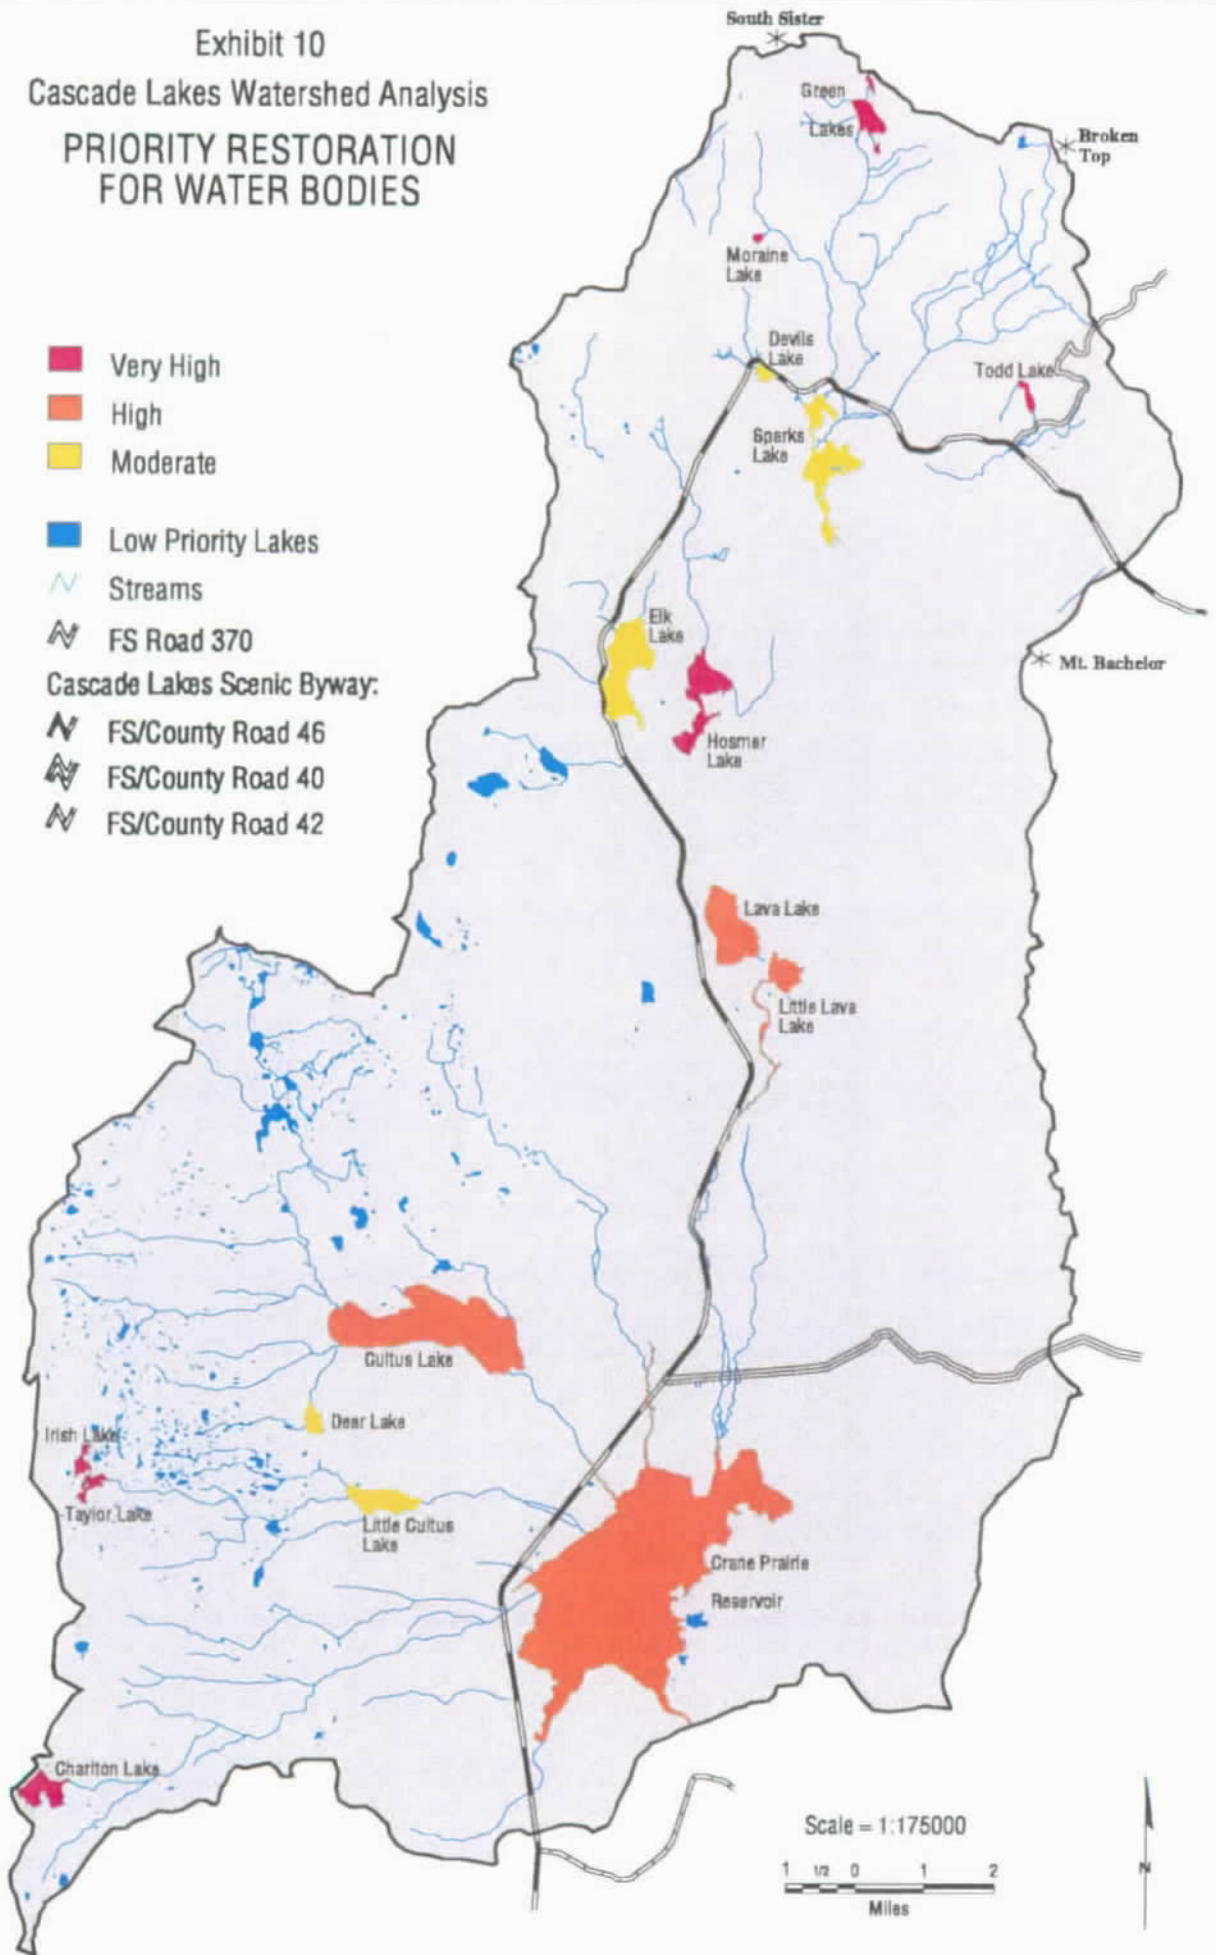 Exhibit 10
Cascade Lakes Watershed Analysis
PRIORITY RESTORATION
FOR WATER BODIES
Very High
High
Moderate
Low Priority Lakes
Streams
FS Road 370
Cascade Lakes Scenic Byway:
FS/County Road 46
FS/County Road 40
FS/County Road 42
South Sister
Green
Lakes
Broken
Top
Moraine
Lake
Devils
Lake
Todd Lake
Sparks
Lake
Elk
Lake
Mt. Bachelor
Hosmer
Lake
Lava Lake
Little Lava
Lake
Cultus Lake
Deer Lake
Irish Lake
Taylor Lake
Little Cultus
Lake
Crane Prairie
Reservoir
Charlton Lake
Scale = 1:175000
1 1/2 0 1 2
Miles
N